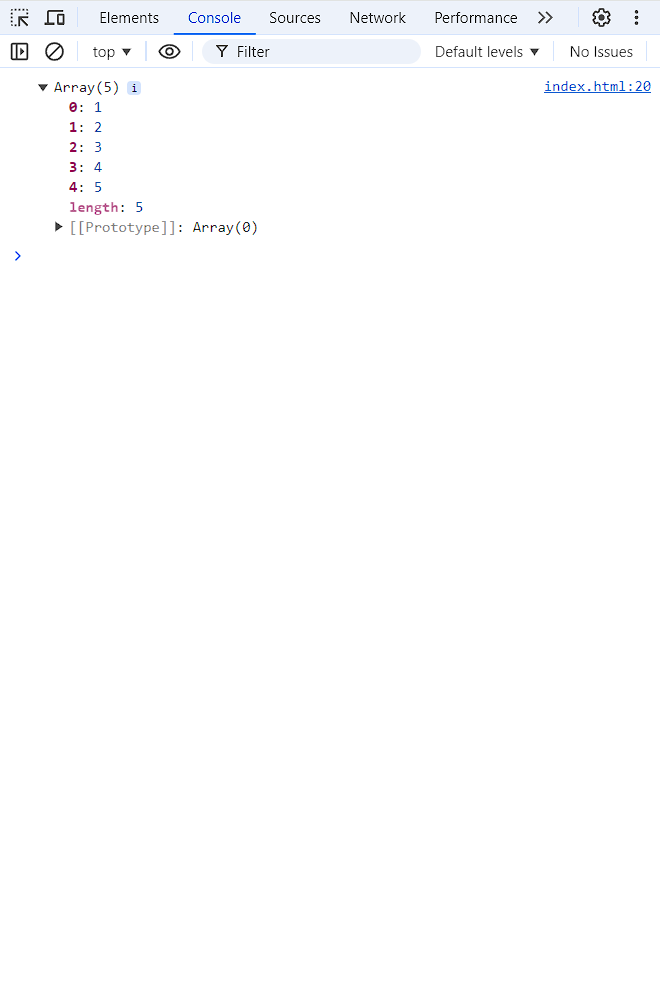 Elements Console Sources Network Performance
top Filter Default levels No Issues
Array(5) i index.html:20
0: 1
1: 2
2: 3
3: 4
4: 5
length: 5
[[Prototype]]: Array(0)